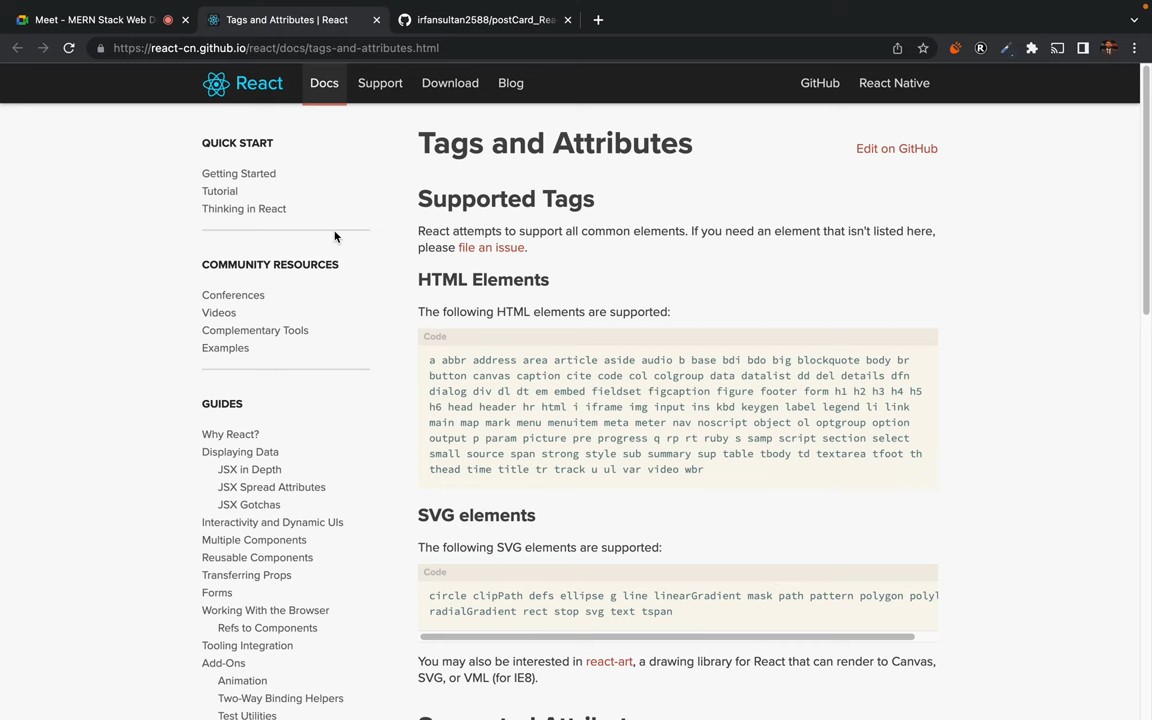 Meet - MERN Stack Web D
Tags and Attributes | React
irfansultan2588/postCard_Rea
https://react-cn.github.io/react/docs/tags-and-attributes.html
React
Docs
Support
Download
Blog
GitHub
React Native
QUICK START
Getting Started
Tutorial
Thinking in React
COMMUNITY RESOURCES
Conferences
Videos
Complementary Tools
Examples
GUIDES
Why React?
Displaying Data
JSX in Depth
JSX Spread Attributes
JSX Gotchas
Interactivity and Dynamic UIs
Multiple Components
Reusable Components
Transferring Props
Forms
Working With the Browser
Refs to Components
Tooling Integration
Add-Ons
Animation
Two-Way Binding Helpers
Test Utilities
Tags and Attributes
Edit on GitHub
Supported Tags
React attempts to support all common elements. If you need an element that isn't listed here,
please file an issue.
HTML Elements
The following HTML elements are supported:
Code
a abbr address area article aside audio b base bdi bdo big blockquote body br
button canvas caption cite code col colgroup data datalist dd del details dfn
dialog div dl dt em embed fieldset figcaption figure footer form h1 h2 h3 h4 h5
h6 head header hr html i iframe img input ins kbd keygen label legend li link
main map mark menu menuitem meta meter nav noscript object ol optgroup option
output p param picture pre progress q rp rt ruby s samp script section select
small source span strong style sub summary sup table tbody td textarea tfoot th
thead time title tr track u ul var video wbr
SVG elements
The following SVG elements are supported:
Code
circle clipPath defs ellipse g line linearGradient mask path pattern polygon polyl
radialGradient rect stop svg text tspan
You may also be interested in react-art, a drawing library for React that can render to Canvas,
SVG, or VML (for IE8).
Supported Attribut